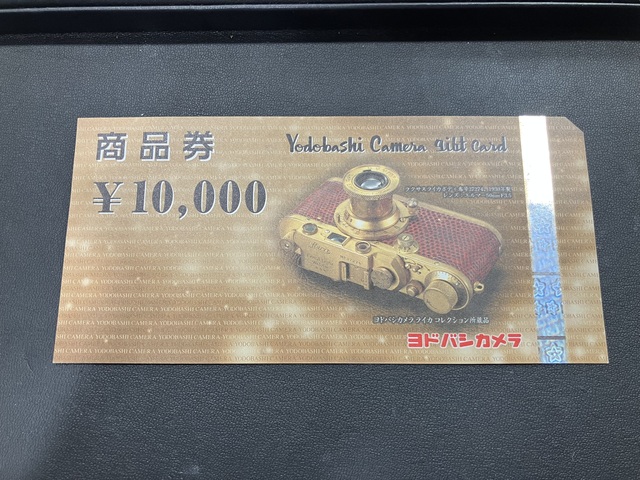 商品券
¥10,000
Yodobashi Camera Gift Card
ヨドバシカメラ ライカ コレクション所蔵品
ヨドバシカメラ